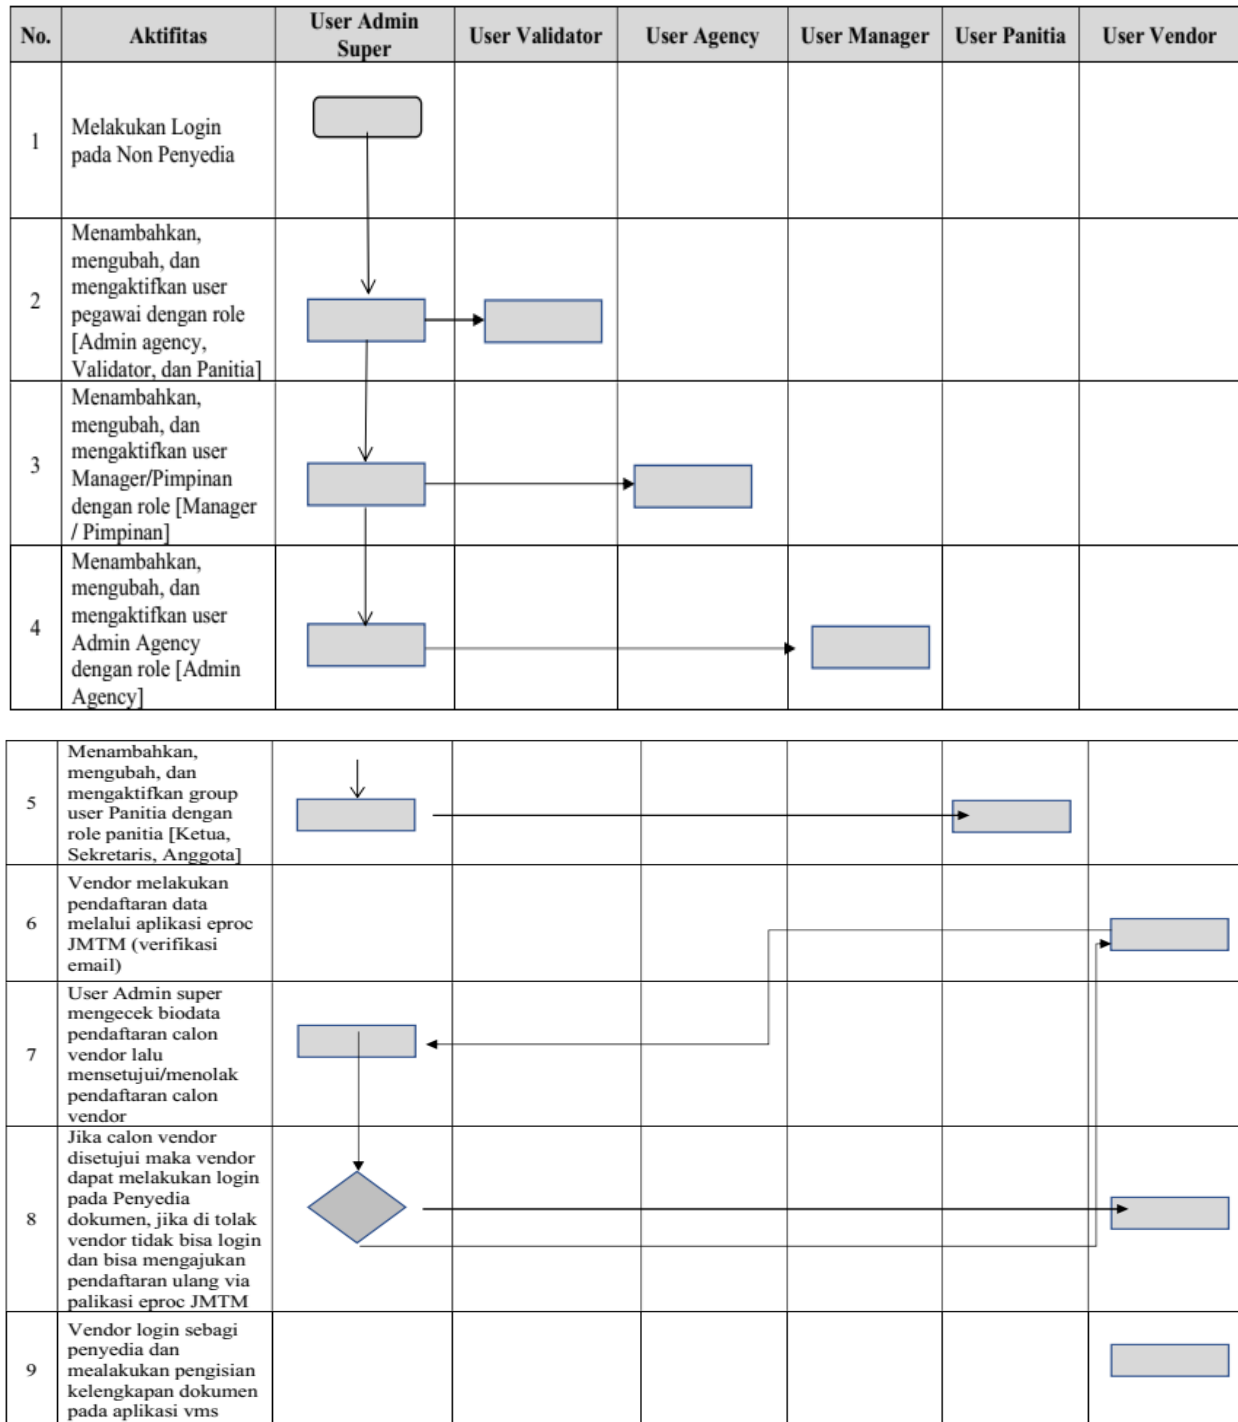 No.
Aktifitas
User Admin
Super
User Validator
User Agency
User Manager
User Panitia
User Vendor
1
Melakukan Login
pada Non Penyedia
2
Menambahkan,
mengubah, dan
mengaktifkan user
pegawai dengan role
[Admin agency,
Validator, dan Panitia]
3
Menambahkan,
mengubah, dan
mengaktifkan user
Manager/Pimpinan
dengan role [Manager
/ Pimpinan]
4
Menambahkan,
mengubah, dan
mengaktifkan user
Admin Agency
dengan role [Admin
Agency]
5
Menambahkan,
mengubah, dan
mengaktifkan group
user Panitia dengan
role panitia [Ketua,
Sekretaris, Anggota]
6
Vendor melakukan
pendaftaran data
melalui aplikasi eproc
JMTM (verifikasi
email)
7
User Admin super
mengecek biodata
pendaftaran calon
vendor lalu
mensetujui/menolak
pendaftaran calon
vendor
8
Jika calon vendor
disetujui maka vendor
dapat melakukan login
pada Penyedia
dokumen, jika di tolak
vendor tidak bisa login
dan bisa mengajukan
pendaftaran ulang via
palikasi eproc JMTM
9
Vendor login sebagi
penyedia dan
mealakukan pengisian
kelengkapan dokumen
pada aplikasi vms